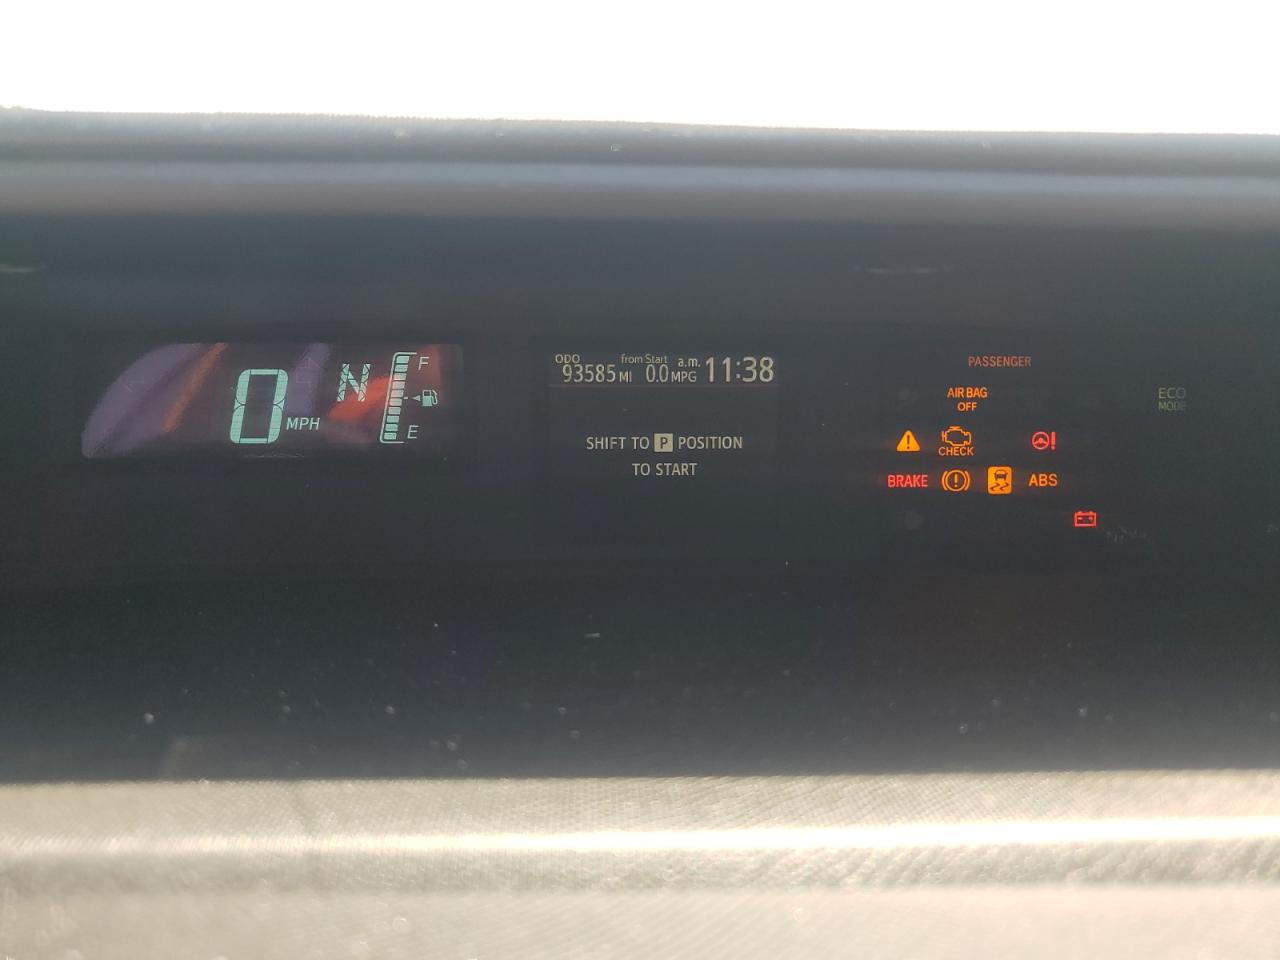 0 MPH
N
F
E
ODO 93585 MI
from Start 0.0 MPG
a.m. 11:38
SHIFT TO P POSITION
TO START
PASSENGER
AIR BAG
OFF
CHECK
BRAKE
ABS
ECO
MODE